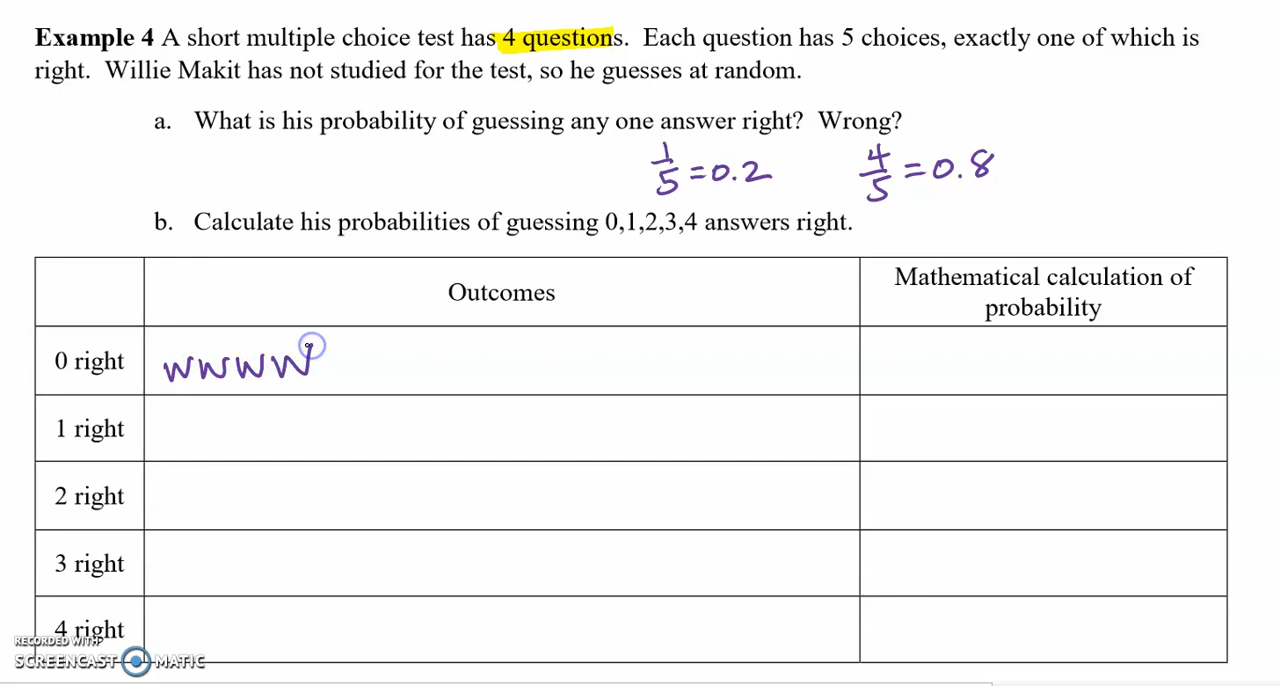 Example 4 A short multiple choice test has 4 questions. Each question has 5 choices, exactly one of which is
right. Willie Makit has not studied for the test, so he guesses at random.
a. What is his probability of guessing any one answer right? Wrong?
1/5 = 0.2 4/5 = 0.8
b. Calculate his probabilities of guessing 0,1,2,3,4 answers right.
Outcomes
Mathematical calculation of
probability
0 right W W W W
1 right
2 right
3 right
4 right
RECORDED WITH
SCREENCAST-O-MATIC